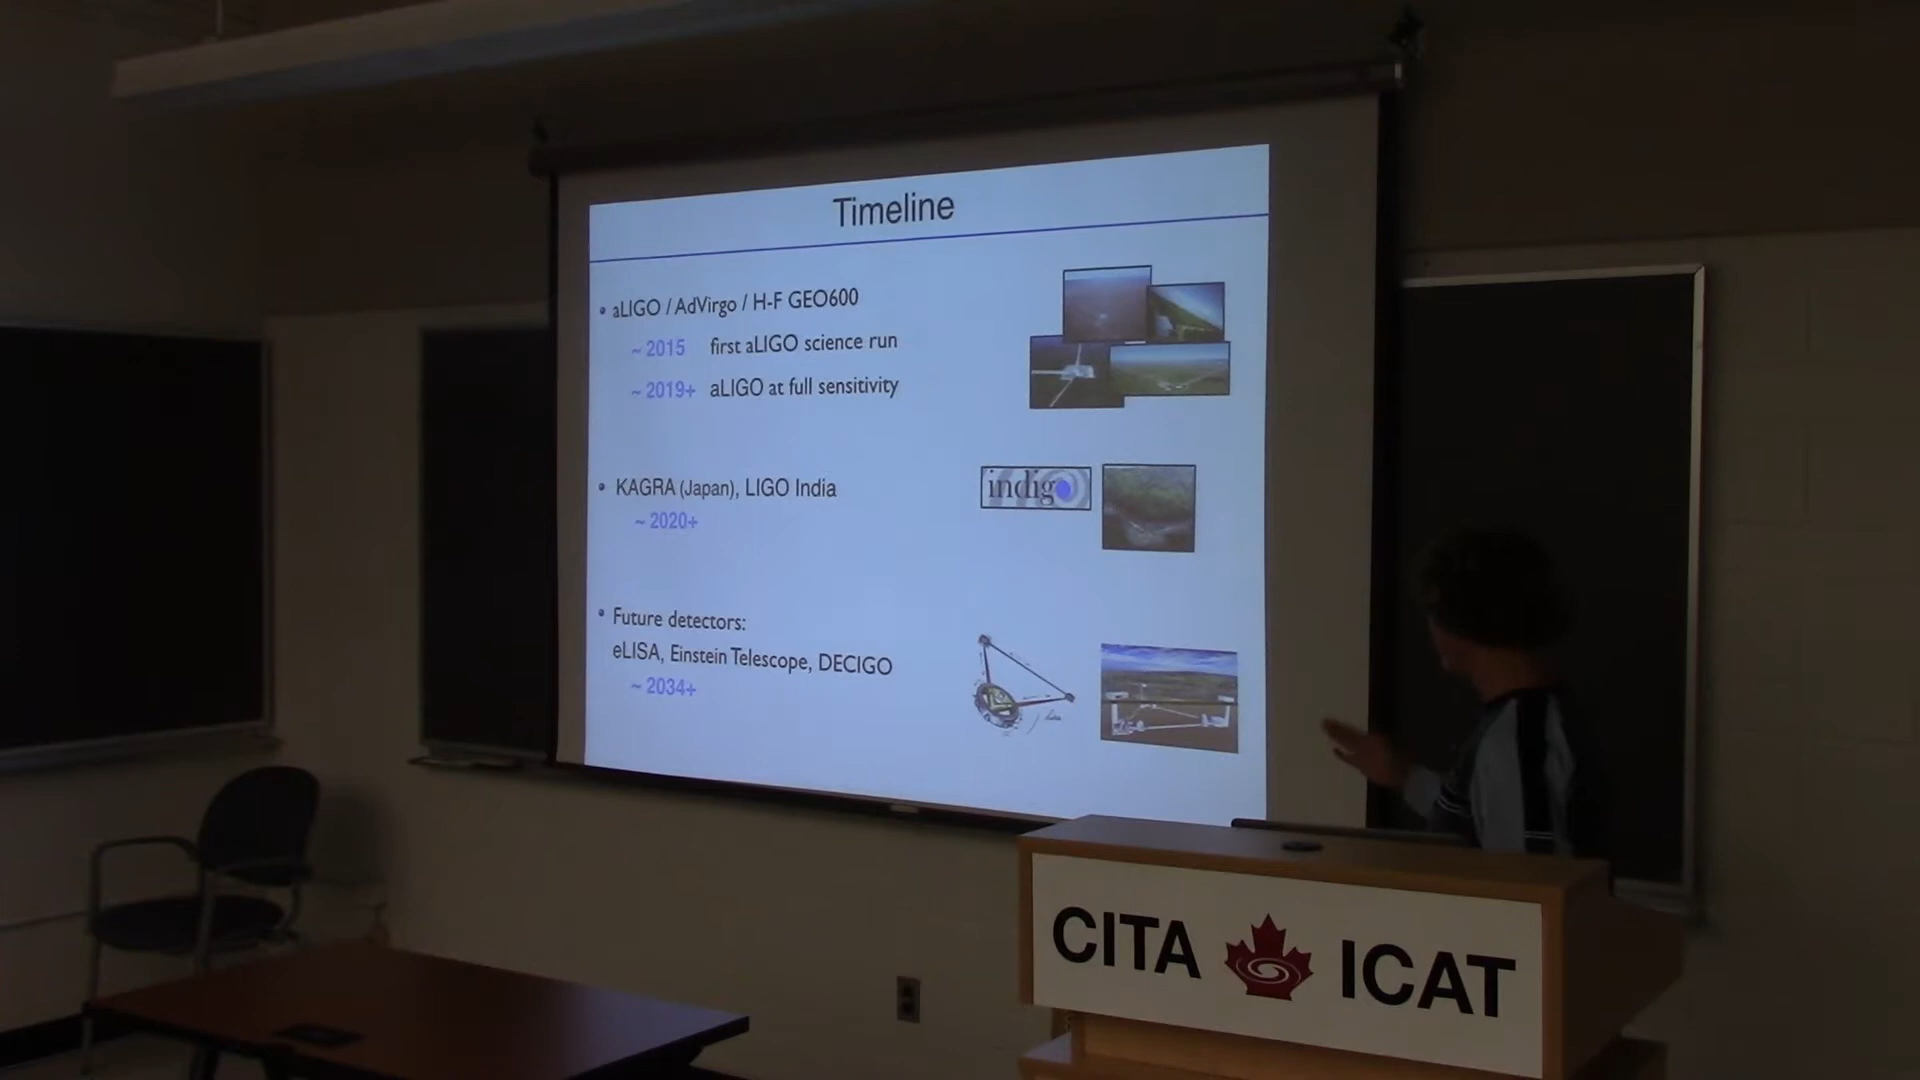 Timeline
• aLIGO / AdVirgo / H-F GEO600
~ 2015 first aLIGO science run
~ 2019+ aLIGO at full sensitivity
• KAGRA (Japan), LIGO India
~ 2020+
indigo
• Future detectors:
eLISA, Einstein Telescope, DECIGO
~ 2034+
CITA ICAT